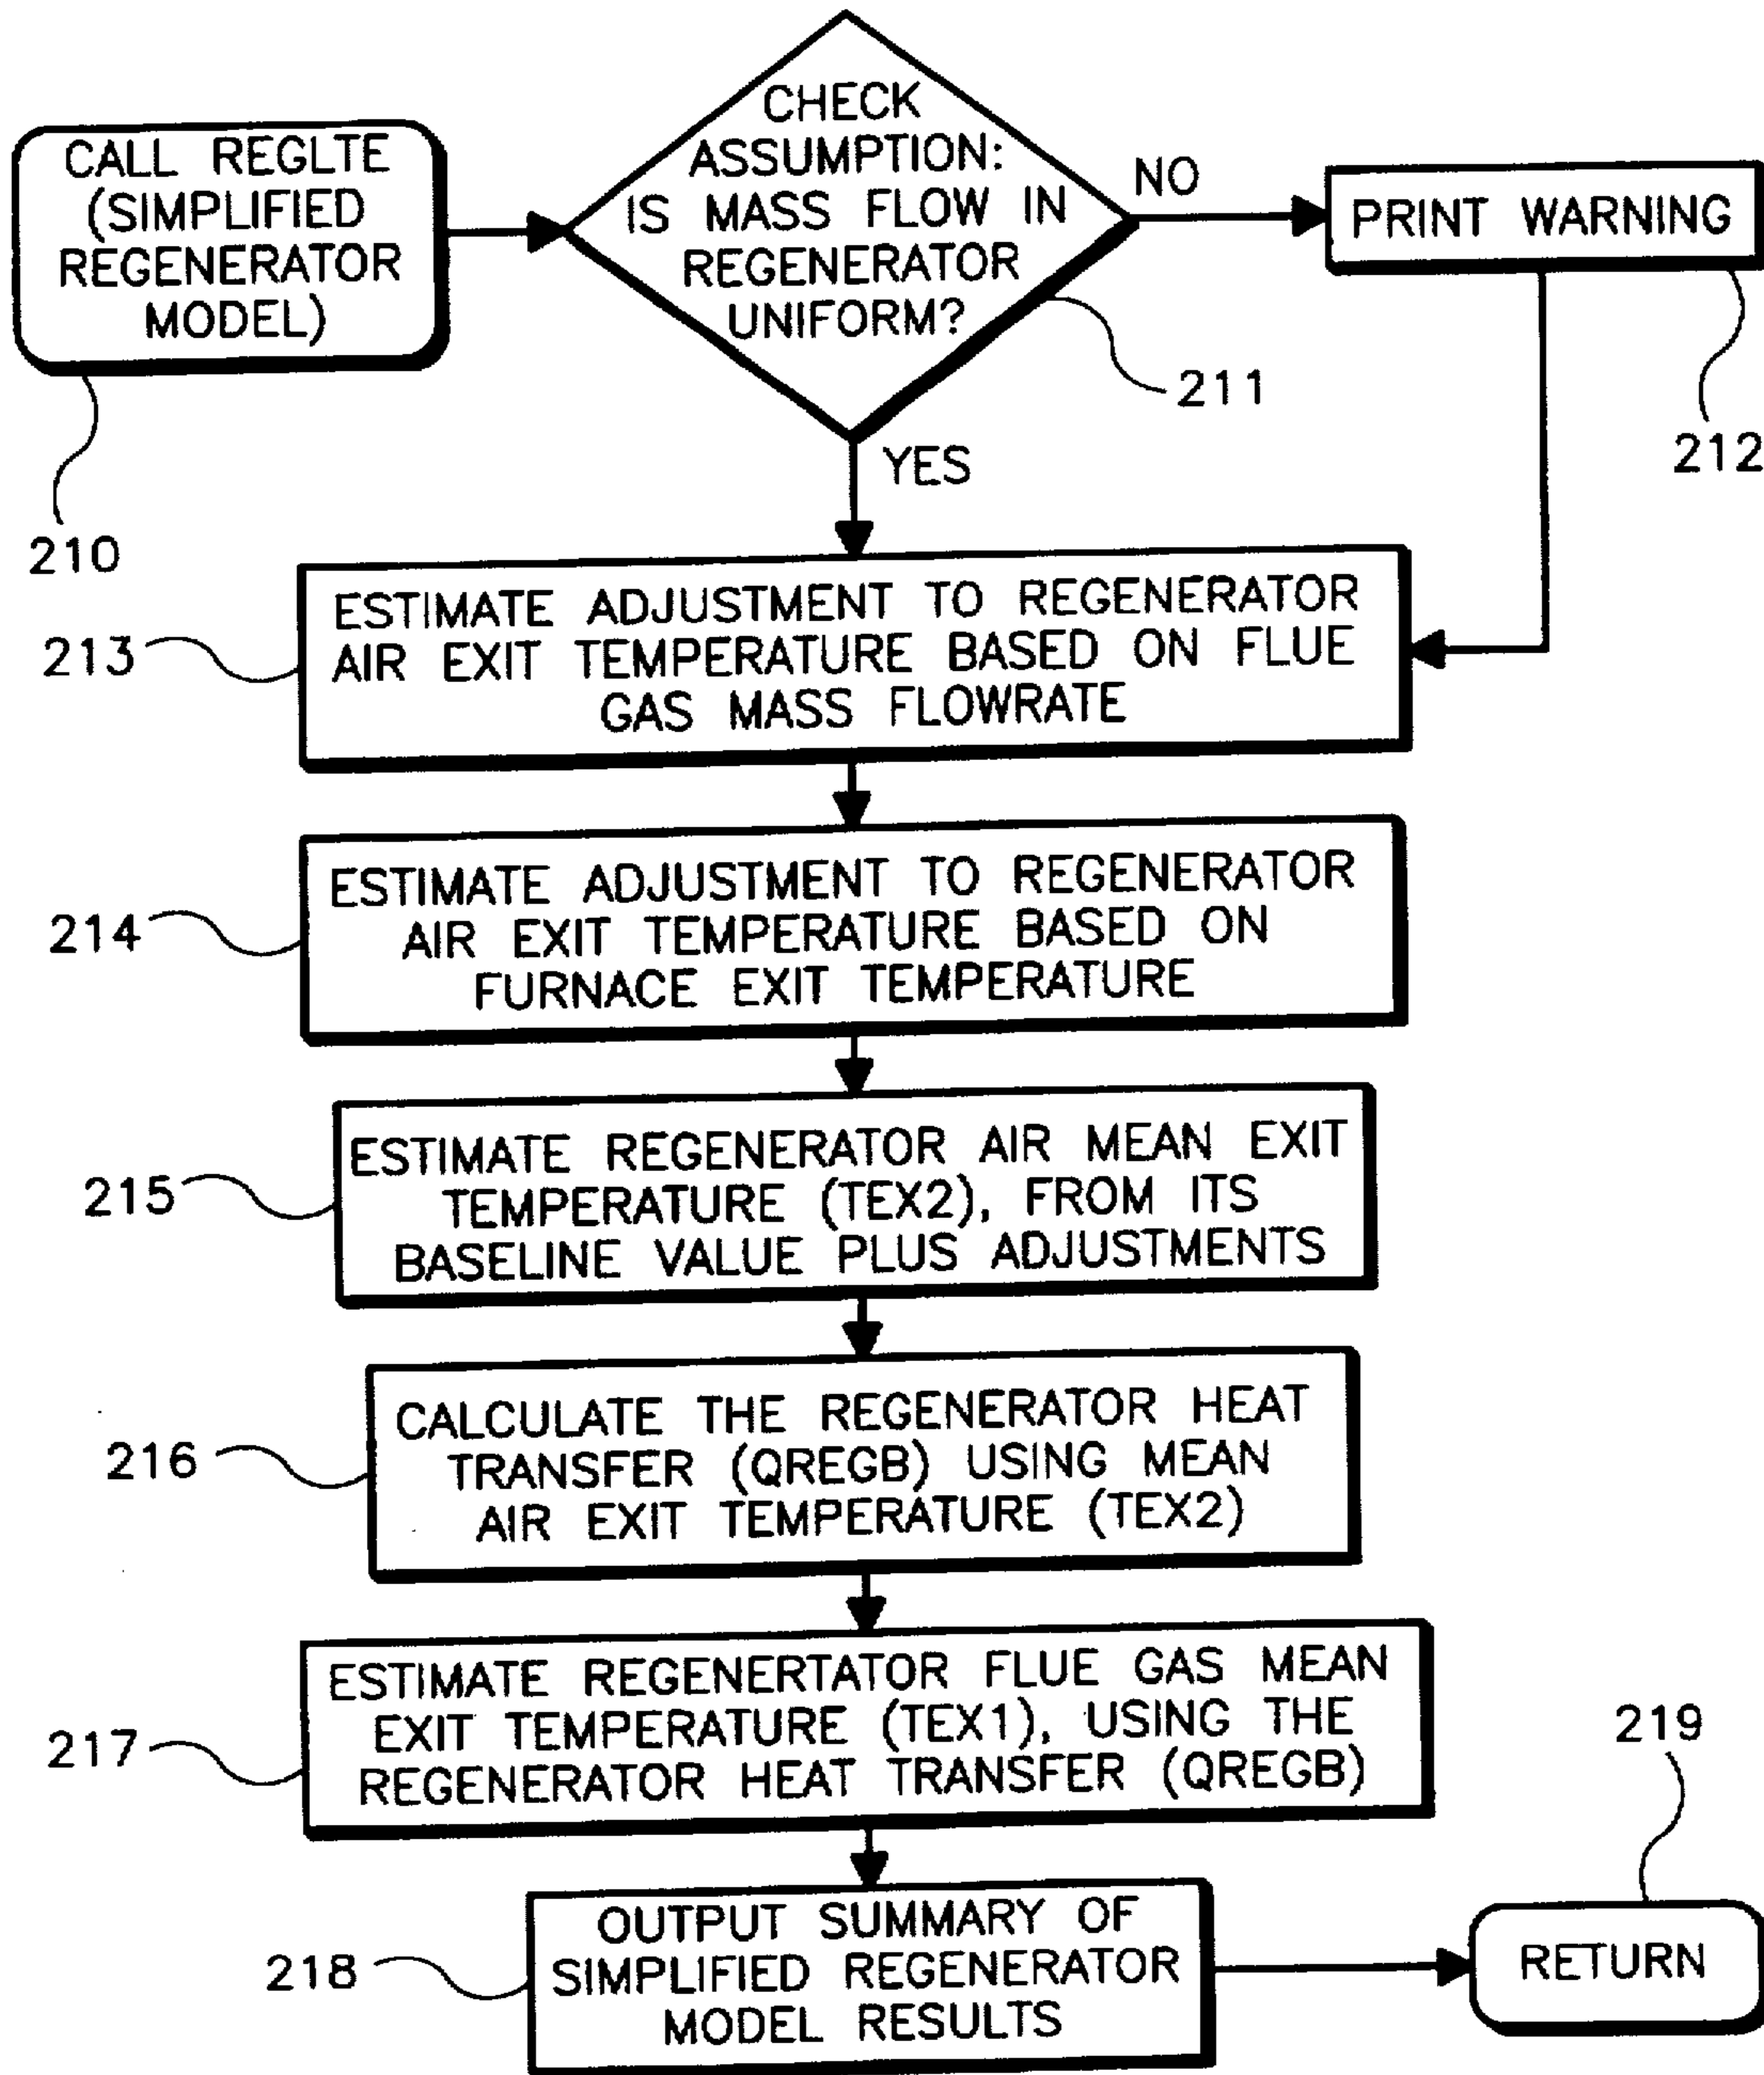 CALL REGLTE
(SIMPLIFIED
REGENERATOR
MODEL)
210
CHECK
ASSUMPTION:
IS MASS FLOW IN
REGENERATOR
UNIFORM?
211
NO
PRINT WARNING
212
YES
ESTIMATE ADJUSTMENT TO REGENERATOR
AIR EXIT TEMPERATURE BASED ON FLUE
GAS MASS FLOWRATE
213
ESTIMATE ADJUSTMENT TO REGENERATOR
AIR EXIT TEMPERATURE BASED ON
FURNACE EXIT TEMPERATURE
214
ESTIMATE REGENERATOR AIR MEAN EXIT
TEMPERATURE (TEX2), FROM ITS
BASELINE VALUE PLUS ADJUSTMENTS
215
CALCULATE THE REGENERATOR HEAT
TRANSFER (QREGB) USING MEAN
AIR EXIT TEMPERATURE (TEX2)
216
ESTIMATE REGENERTATOR FLUE GAS MEAN
EXIT TEMPERATURE (TEX1), USING THE
REGENERATOR HEAT TRANSFER (QREGB)
217
OUTPUT SUMMARY OF
SIMPLIFIED REGENERATOR
MODEL RESULTS
218
RETURN
219